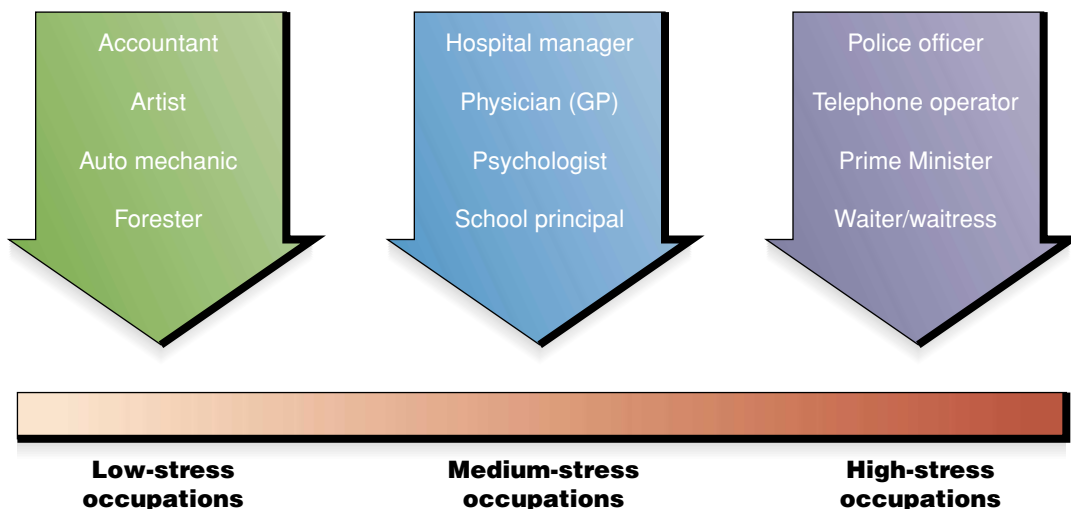 Accountant
Artist
Auto mechanic
Forester
Hospital manager
Physician (GP)
Psychologist
School principal
Police officer
Telephone operator
Prime Minister
Waiter/waitress
Low-stress
occupations
Medium-stress
occupations
High-stress
occupations